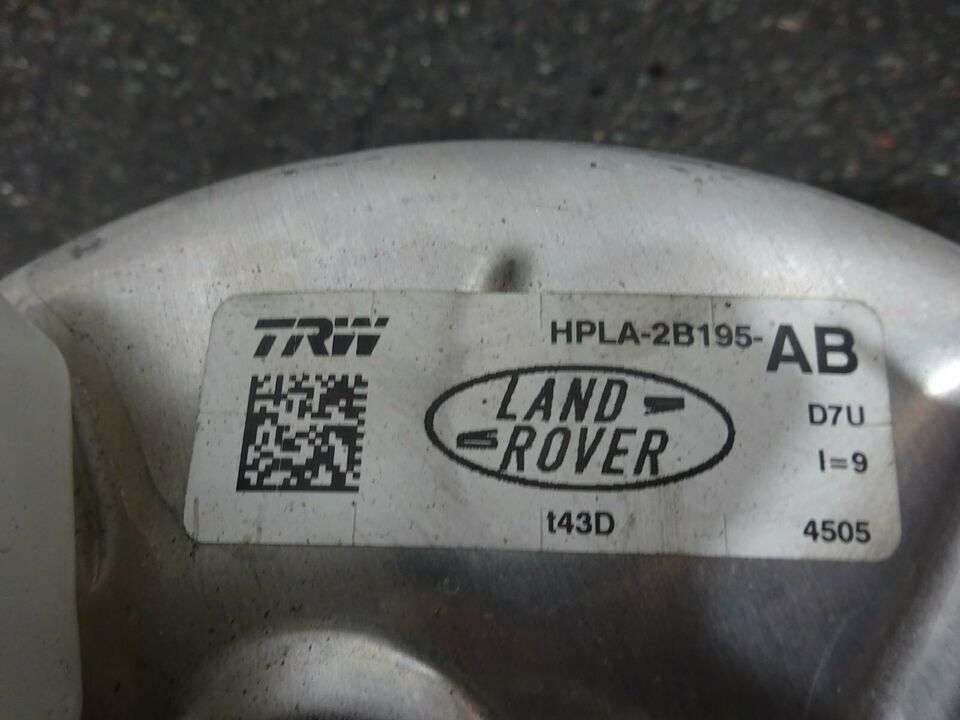 TRW
HPLA-2B195-AB
LAND
ROVER
D7U
I=9
t43D
4505